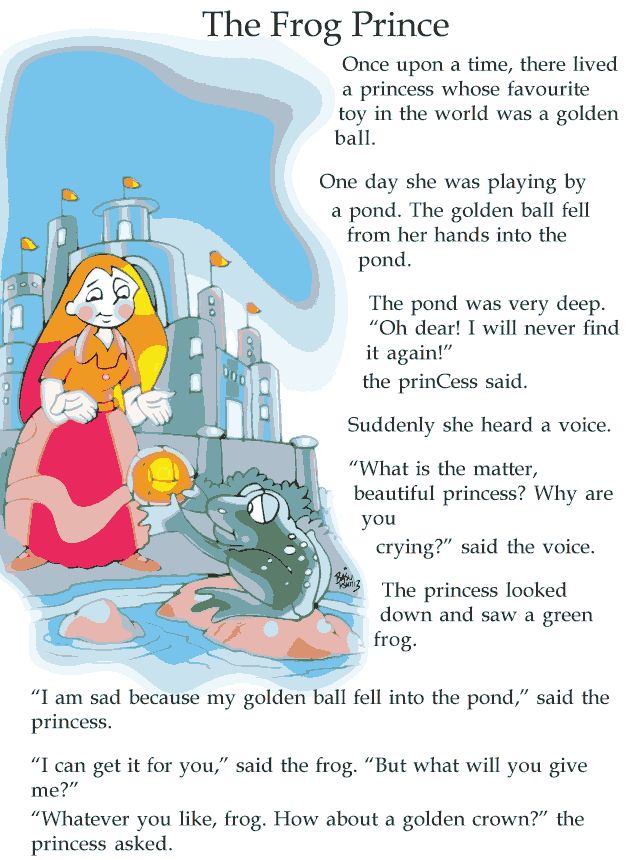 The Frog Prince
Once upon a time, there lived
a princess whose favourite
toy in the world was a golden
ball.
One day she was playing by
a pond. The golden ball fell
from her hands into the
pond.
The pond was very deep.
“Oh dear! I will never find
it again!”
the prinCess said.
Suddenly she heard a voice.
“What is the matter,
beautiful princess? Why are
you
crying?” said the voice.
The princess looked
down and saw a green
frog.
“I am sad because my golden ball fell into the pond,” said the
princess.
“I can get it for you,” said the frog. “But what will you give
me?”
“Whatever you like, frog. How about a golden crown?” the
princess asked.